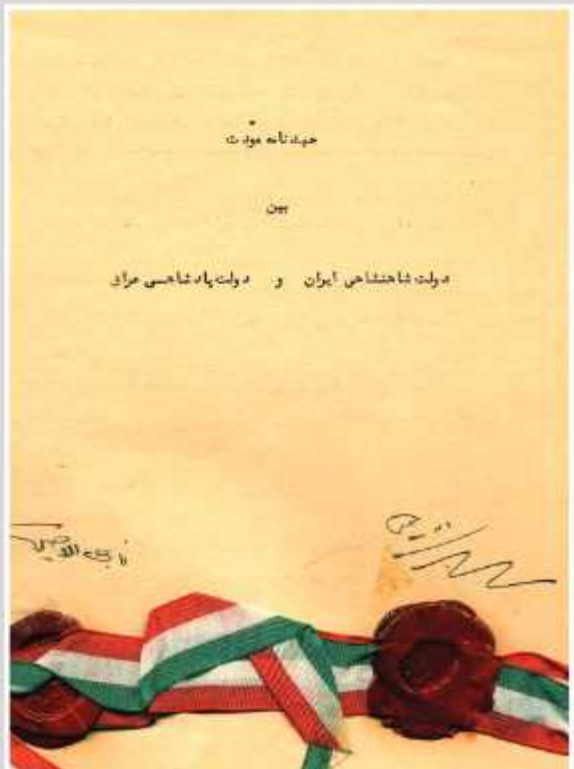 عهدنامه مودت
بین
دولت شاهنشاهی ایران و دولت پادشاهی عراق